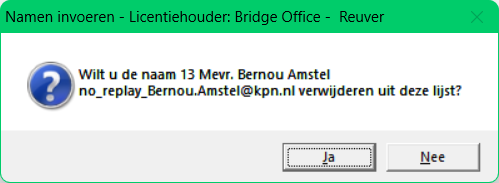 Namen invoeren - Licentiehouder: Bridge Office -  Reuver
Wilt u de naam 13 Mevr. Bernou Amstel
no_replay_Bernou.Amstel@kpn.nl verwijderen uit deze lijst?
Ja
Nee